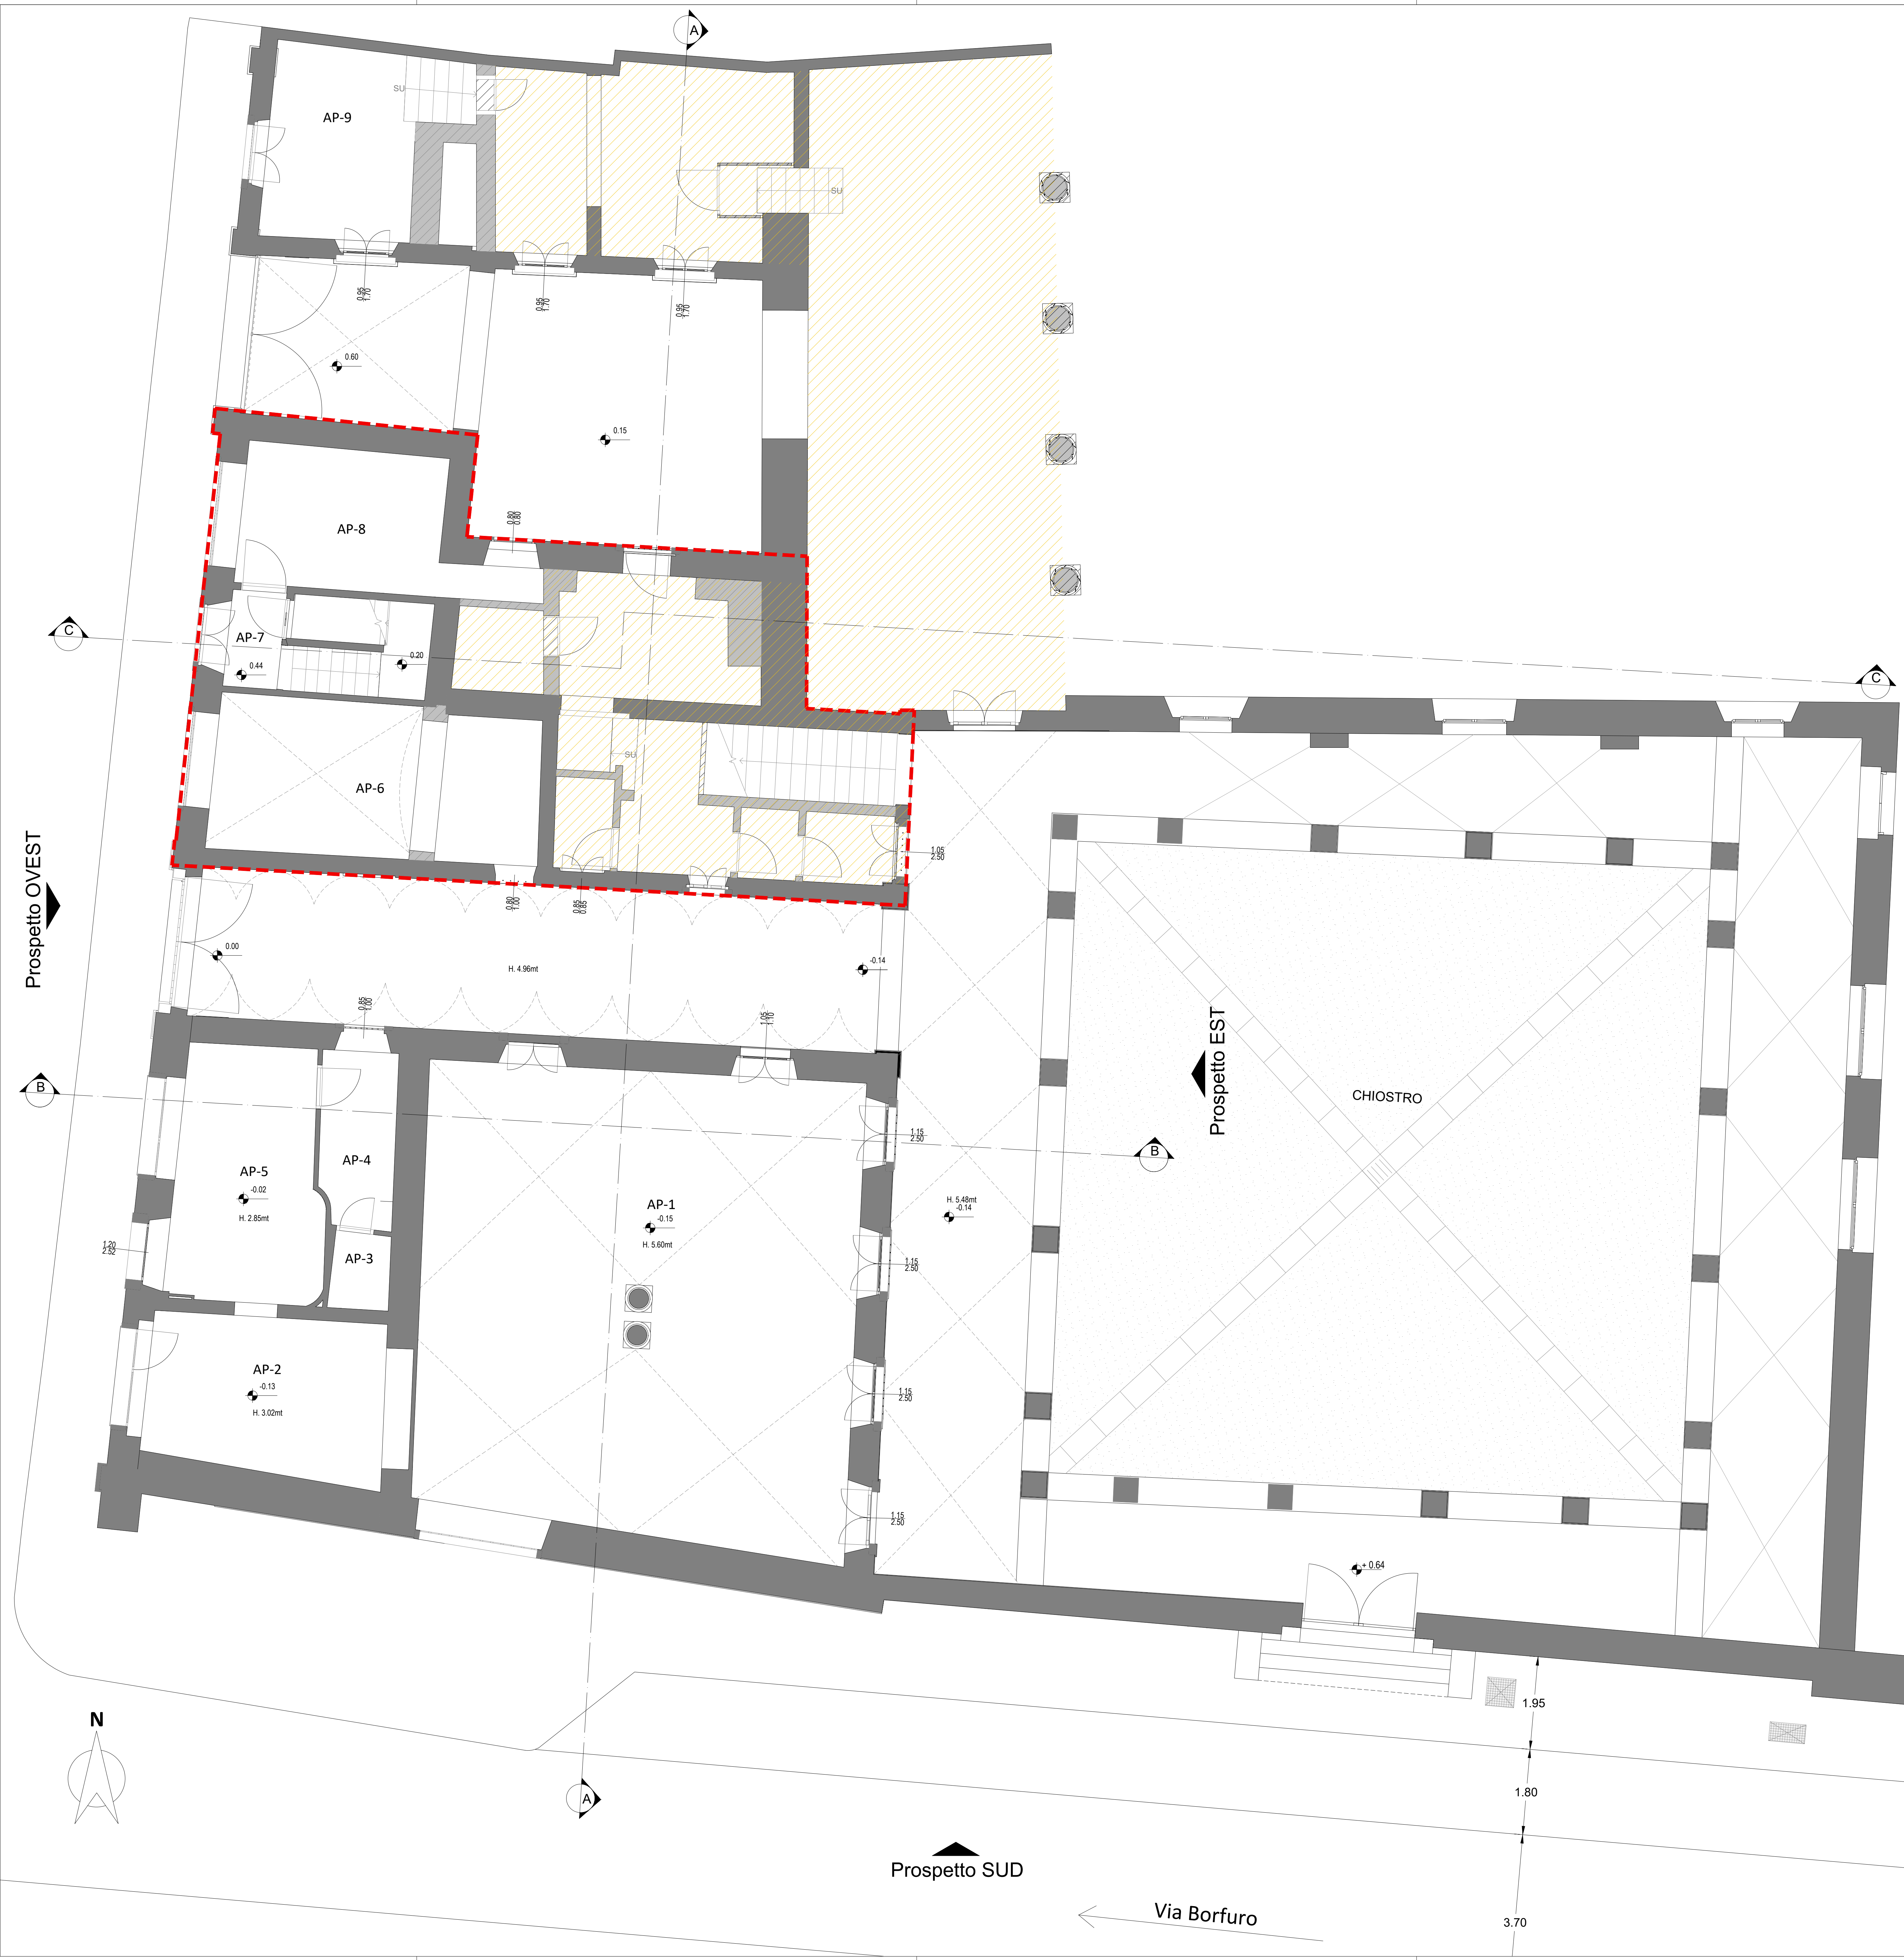 A
SU
AP-9
SU
0.95
1.70
0.95
1.70
0.95
1.70
0.60
0.15
0.80
0.80
AP-8
C
AP-7
0.20
0.44
C
SU
AP-6
1.05
2.50
Prospetto OVEST
0.80
1.00
0.85
0.85
0.00
H. 4.96mt
-0.14
0.85
1.00
1.05
1.10
Prospetto EST
B
CHIOSTRO
1.15
2.50
B
AP-4
AP-5
-0.02
H. 2.85mt
AP-1
-0.15
H. 5.60mt
H. 5.48mt
-0.14
1.20
2.52
AP-3
1.15
2.50
AP-2
-0.13
H. 3.02mt
1.15
2.50
1.15
2.50
+ 0.64
1.95
N
1.80
A
Prospetto SUD
Via Borfuro
3.70